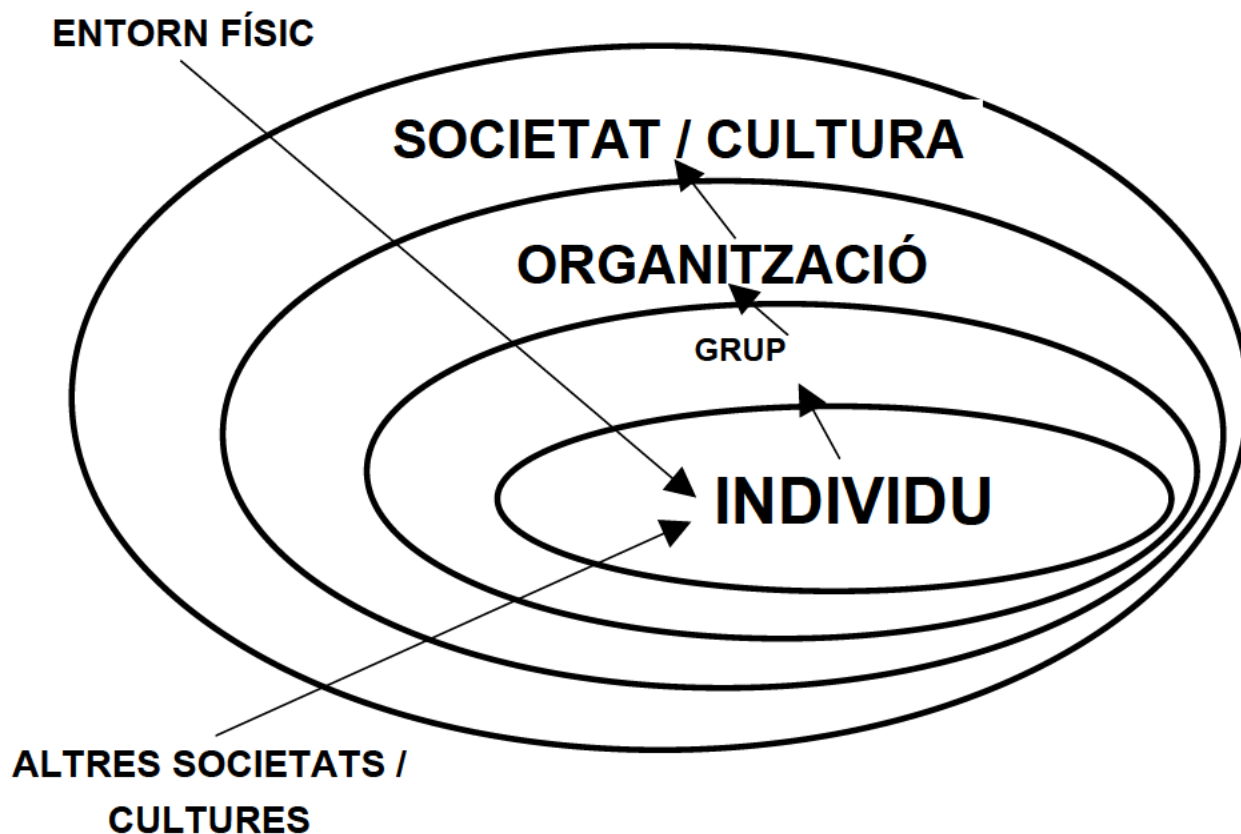 ENTORN FÍSIC
SOCIETAT / CULTURA
ORGANITZACIÓ
GRUP
INDIVIDU
ALTRES SOCIETATS /
CULTURES